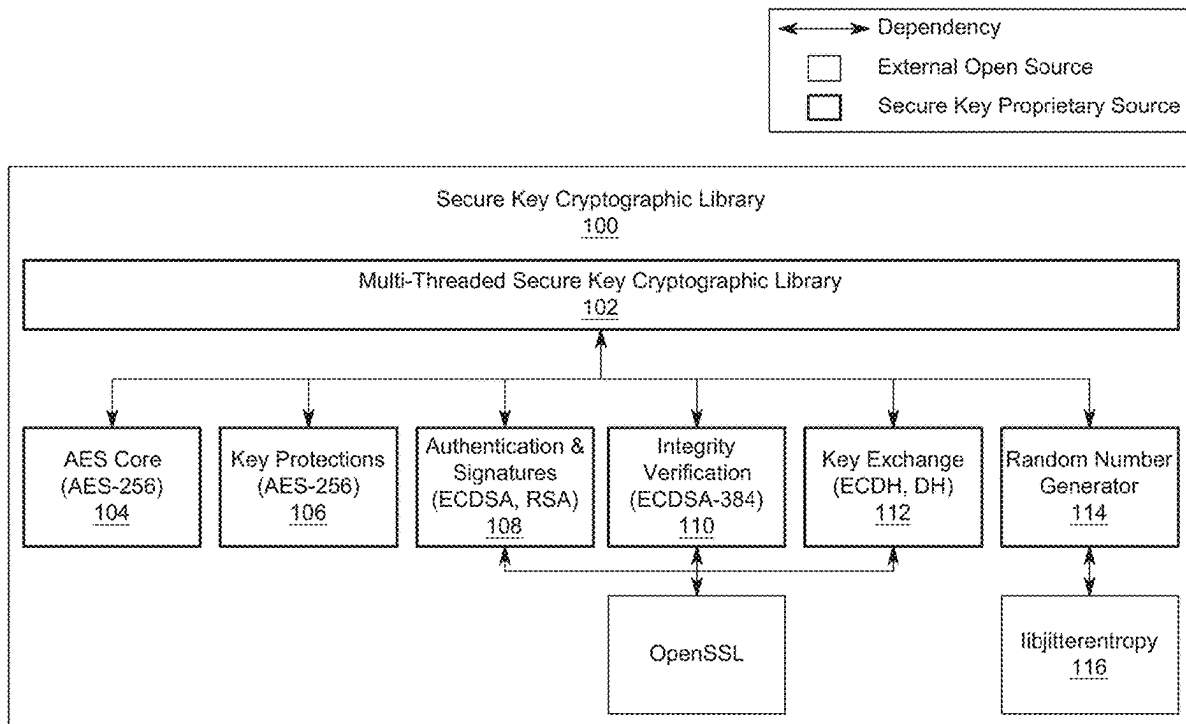 Dependency
External Open Source
Secure Key Proprietary Source
Secure Key Cryptographic Library
100
Multi-Threaded Secure Key Cryptographic Library
102
AES Core
(AES-256)
104
Key Protections
(AES-256)
106
Authentication &
Signatures
(ECDSA, RSA)
108
Integrity
Verification
(ECDSA-384)
110
Key Exchange
(ECDH, DH)
112
Random Number
Generator
114
OpenSSL
libjitterentropy
116